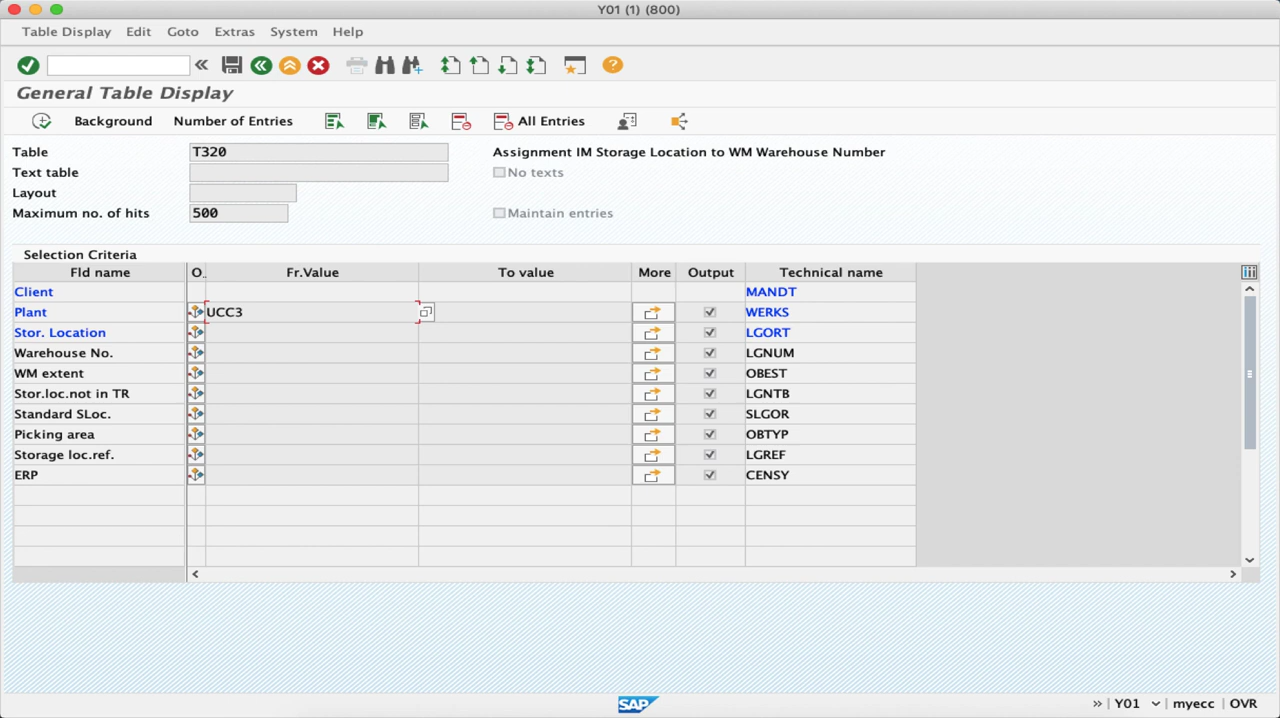 Y01 (1) (800)
Table Display Edit Goto Extras System Help
General Table Display
Background Number of Entries All Entries
Table T320 Assignment IM Storage Location to WM Warehouse Number
Text table No texts
Layout
Maximum no. of hits 500 Maintain entries
Selection Criteria
Fld name O.. Fr.Value To value More Output Technical name
Client MANDT
Plant UCC3 WERKS
Stor. Location LGORT
Warehouse No. LGNUM
WM extent OBEST
Stor.loc.not in TR LGNTB
Standard SLoc. SLGOR
Picking area OBTYP
Storage loc.ref. LGREF
ERP CENSY
SAP Y01 myecc OVR